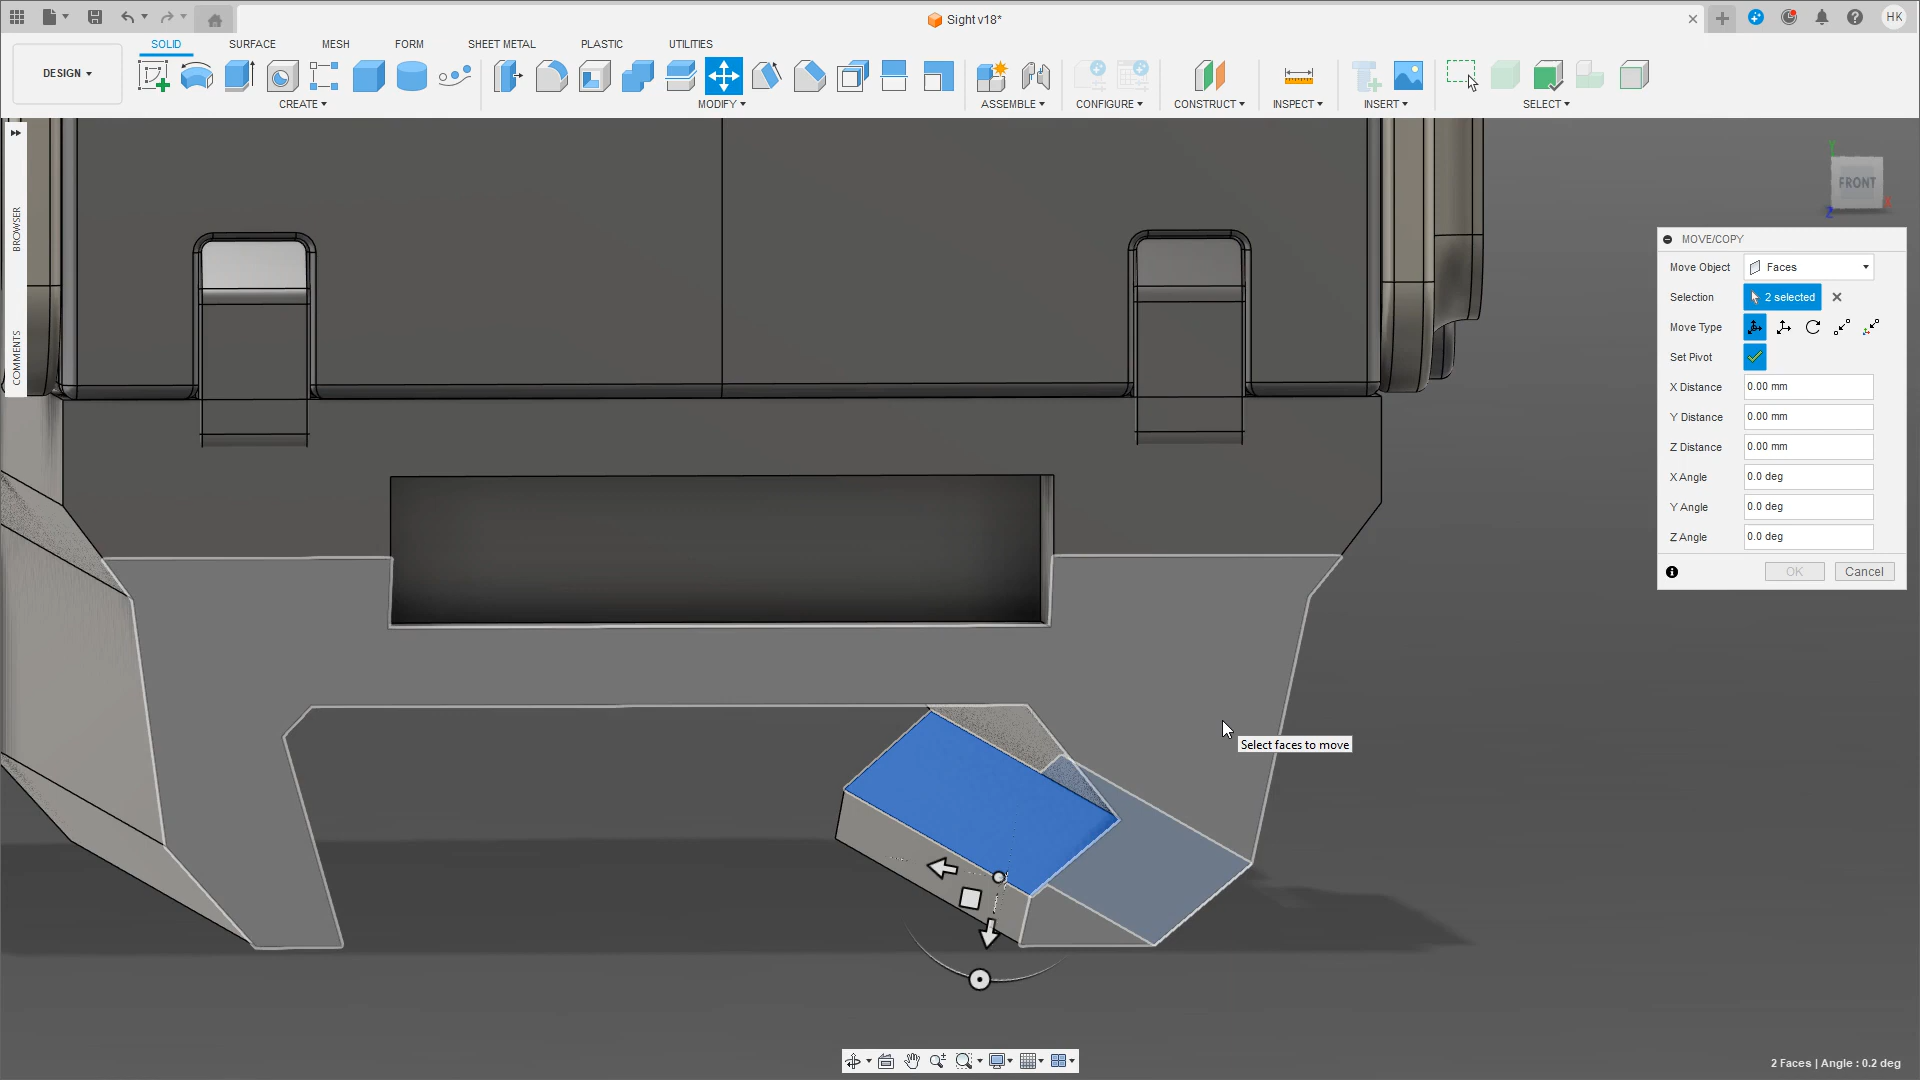 Sight v18*
HK
DESIGN
SOLID
SURFACE
MESH
FORM
SHEET METAL
PLASTIC
UTILITIES
CREATE
MODIFY
ASSEMBLE
CONFIGURE
CONSTRUCT
INSPECT
INSERT
SELECT
BROWSER
COMMENTS
Y
FRONT
X
Z
MOVE/COPY
Move Object Faces
Selection 2 selected
Move Type
Set Pivot
X Distance 0.00 mm
Y Distance 0.00 mm
Z Distance 0.00 mm
X Angle 0.0 deg
Y Angle 0.0 deg
Z Angle 0.0 deg
OK Cancel
Select faces to move
2 Faces | Angle : 0.2 deg